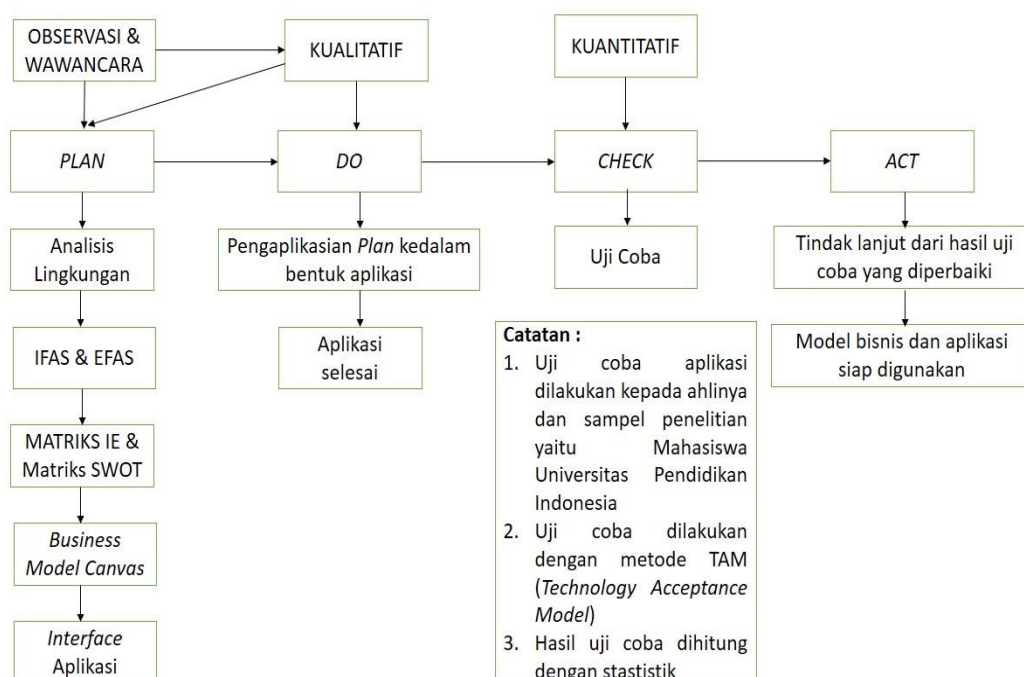 OBSERVASI &
WAWANCARA
KUALITATIF
KUANTITATIF
PLAN
DO
CHECK
ACT
Analisis
Lingkungan
Pengaplikasian Plan kedalam
bentuk aplikasi
Uji Coba
Tindak lanjut dari hasil uji
coba yang diperbaiki
IFAS & EFAS
Aplikasi
selesai
Model bisnis dan aplikasi
siap digunakan
MATRIKS IE &
Matriks SWOT
Business
Model Canvas
Interface
Aplikasi
Catatan :
1. Uji coba aplikasi
dilakukan kepada ahlinya
dan sampel penelitian
yaitu Mahasiswa
Universitas Pendidikan
Indonesia
2. Uji coba dilakukan
dengan metode TAM
(Technology Acceptance
Model)
3. Hasil uji coba dihitung
dengan stastistik